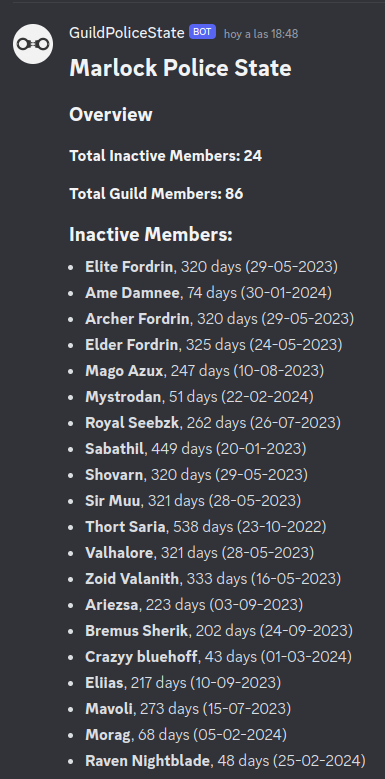 GuildPoliceState BOT hoy a las 18:48
Marlock Police State
Overview
Total Inactive Members: 24
Total Guild Members: 86
Inactive Members:
• Elite Fordrin, 320 days (29-05-2023)
• Ame Damnee, 74 days (30-01-2024)
• Archer Fordrin, 320 days (29-05-2023)
• Elder Fordrin, 325 days (24-05-2023)
• Mago Azux, 247 days (10-08-2023)
• Mystrodan, 51 days (22-02-2024)
• Royal Seebzk, 262 days (26-07-2023)
• Sabathil, 449 days (20-01-2023)
• Shovarn, 320 days (29-05-2023)
• Sir Muu, 321 days (28-05-2023)
• Thort Saria, 538 days (23-10-2022)
• Valhalore, 321 days (28-05-2023)
• Zoid Valanith, 333 days (16-05-2023)
• Ariezsa, 223 days (03-09-2023)
• Bremus Sherik, 202 days (24-09-2023)
• Crazyy bluehoff, 43 days (01-03-2024)
• Eliias, 217 days (10-09-2023)
• Mavoli, 273 days (15-07-2023)
• Morag, 68 days (05-02-2024)
• Raven Nightblade, 48 days (25-02-2024)